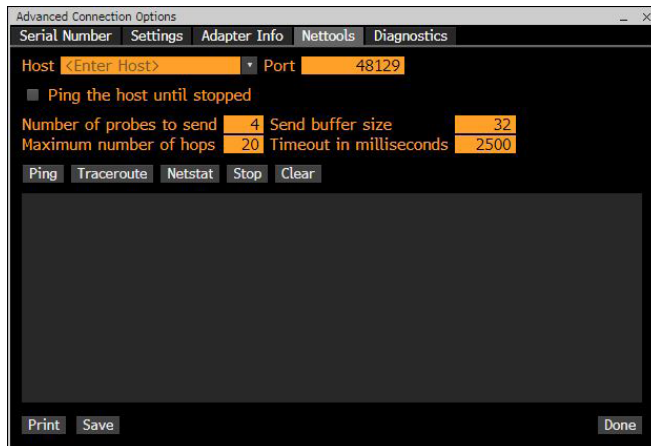 Advanced Connection Options
Serial Number Settings Adapter Info Nettools Diagnostics
Host <Enter Host> Port 48129
Ping the host until stopped
Number of probes to send 4 Send buffer size 32
Maximum number of hops 20 Timeout in milliseconds 2500
Ping Traceroute Netstat Stop Clear
Print Save Done